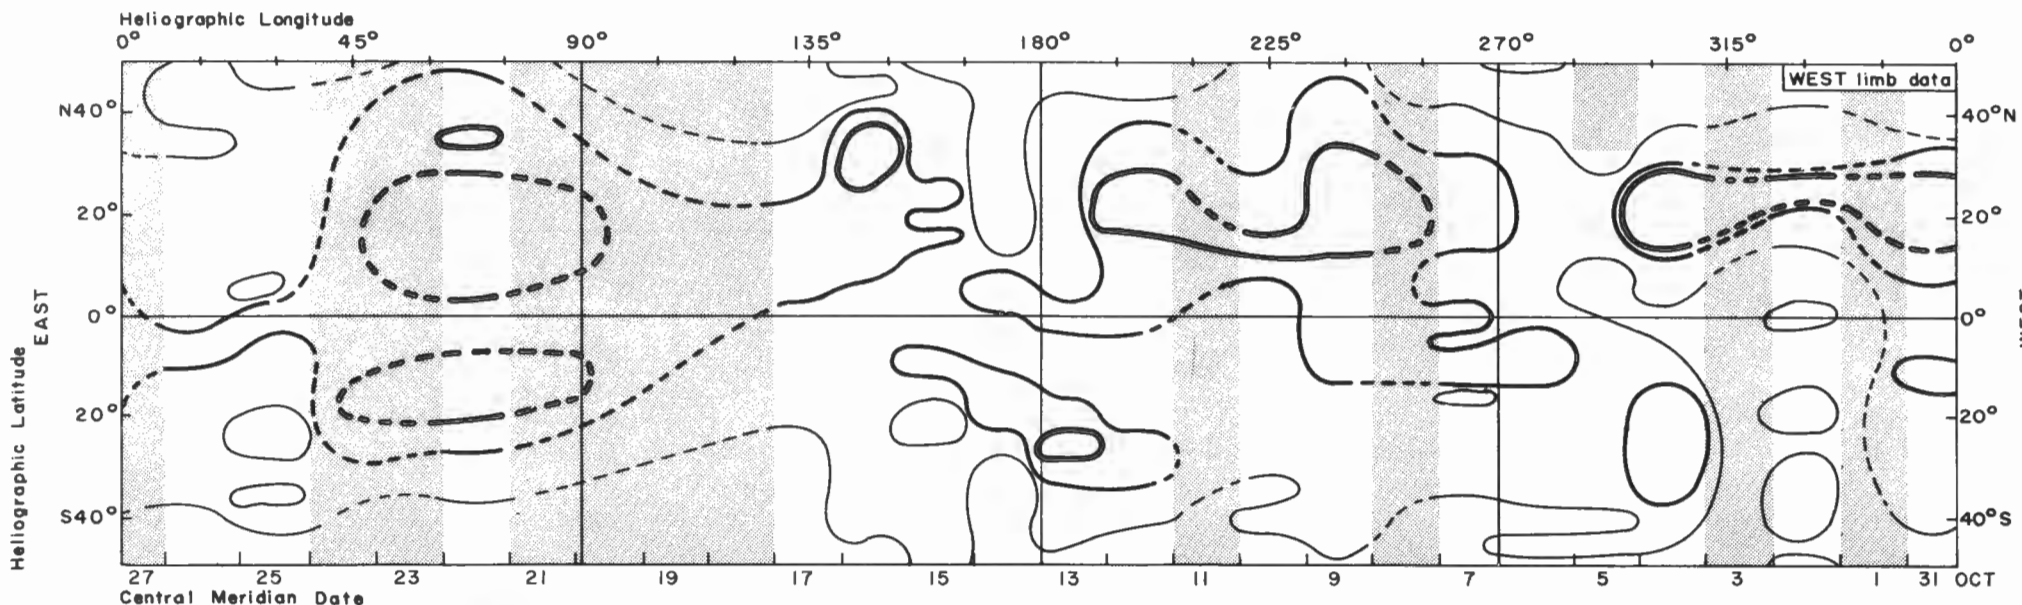 Heliographic Longitude
0° 45° 90° 135° 180° 225° 270° 315° 0°
WEST limb data
N40° 40°N
20° 20°
EAST 0° 0°
Heliographic Latitude
20° 20°
S40° 40°S
27 25 23 21 19 17 15 13 11 9 7 5 3 1 31 OCT
Central Meridian Date